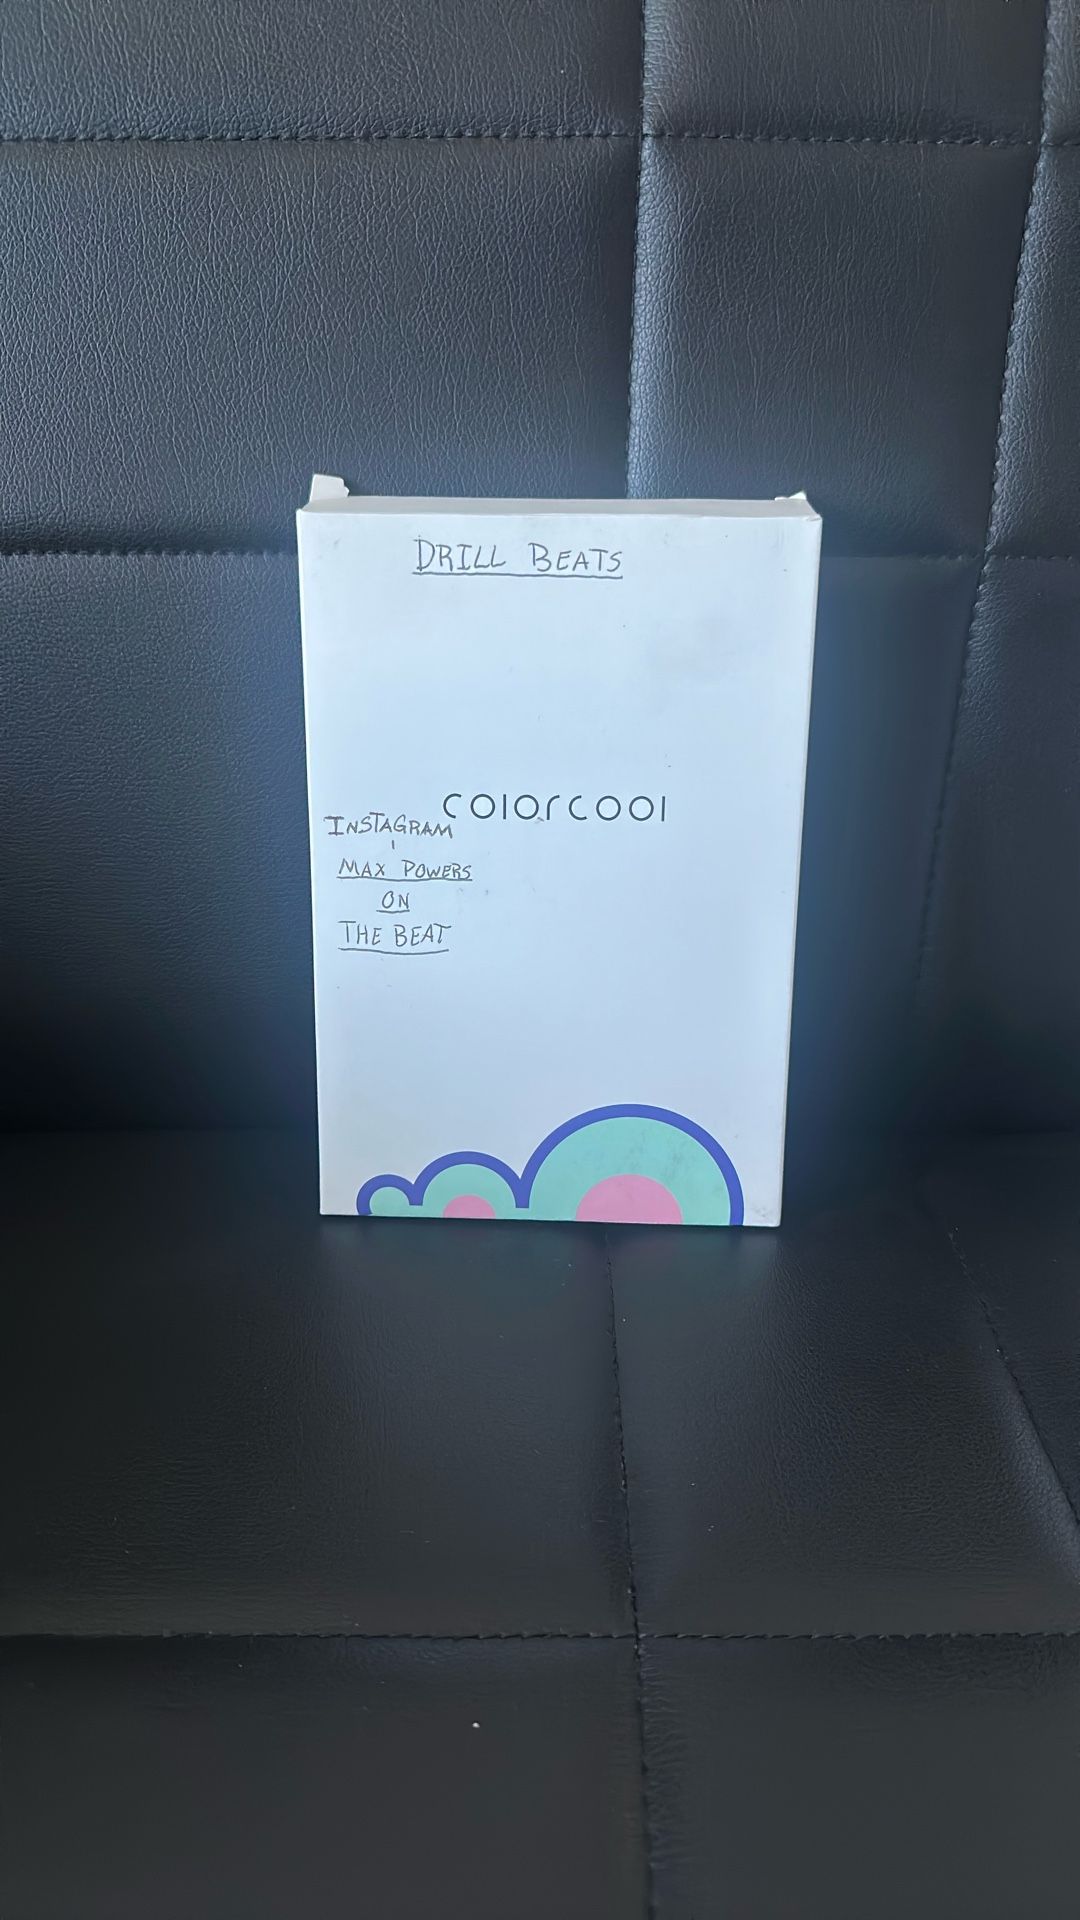 DRILL BEATS
colorcool
INSTAGRAM
MAX POWERS
ON
THE BEAT